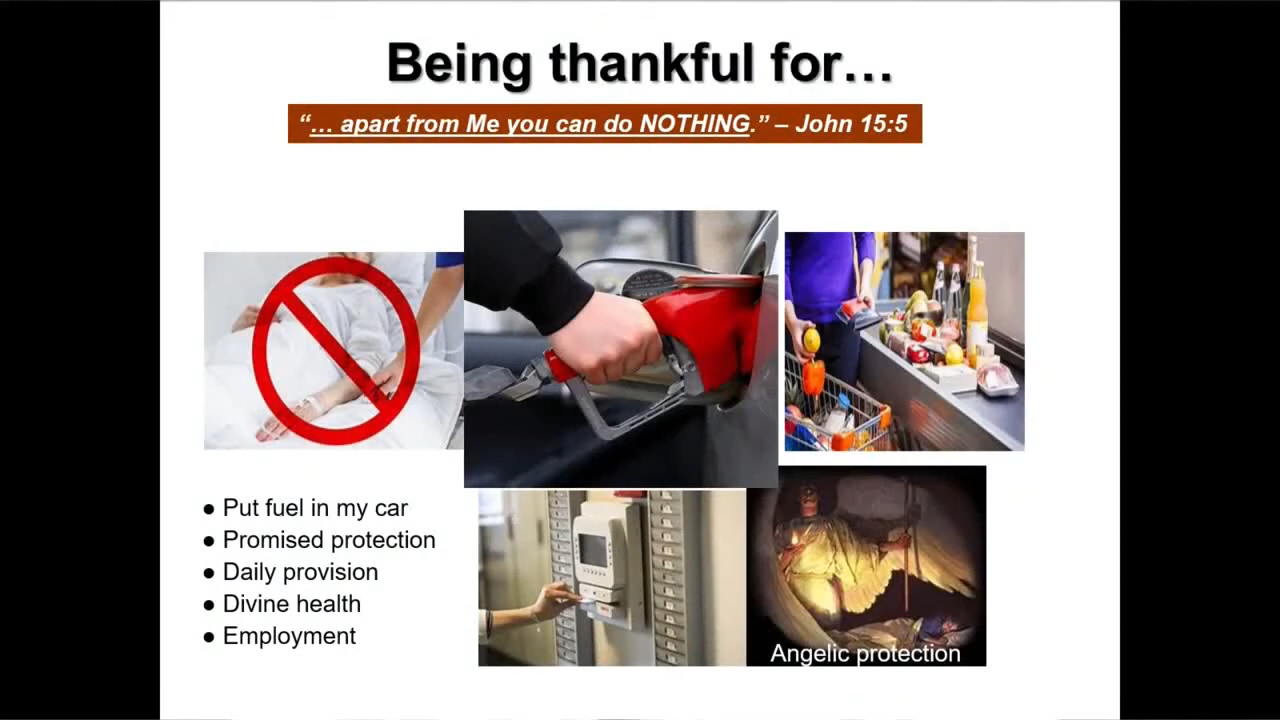 Being thankful for…
“… apart from Me you can do NOTHING.” – John 15:5
● Put fuel in my car
● Promised protection
● Daily provision
● Divine health
● Employment
Angelic protection